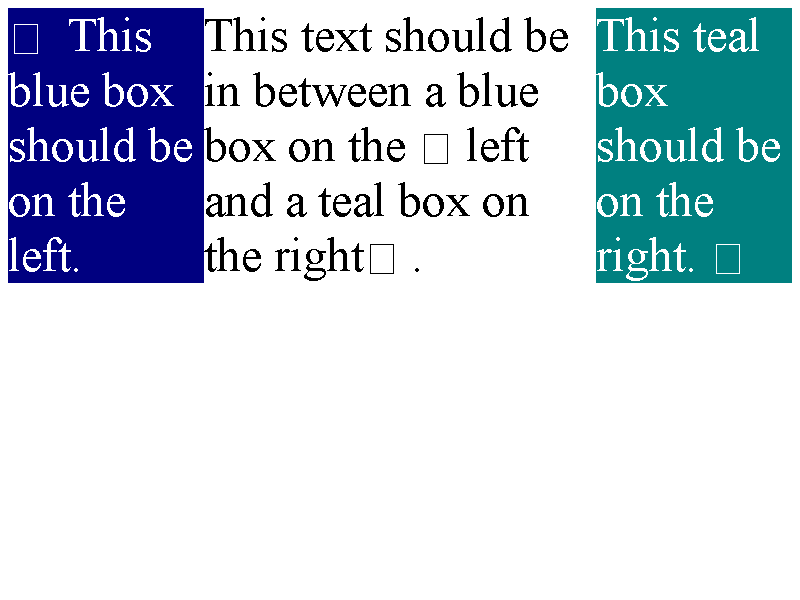 □ This
blue box
should be
on the
left.
This text should be
in between a blue
box on the □ left
and a teal box on
the right□ .
This teal
box
should be
on the
right. □